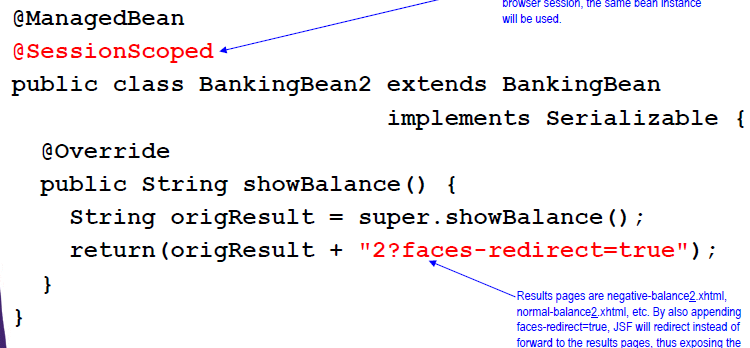 browser session, the same bean instance
will be used.
@ManagedBean
@SessionScoped
public class BankingBean2 extends BankingBean
implements Serializable {
@Override
public String showBalance() {
String origResult = super.showBalance();
return(origResult + "2?faces-redirect=true");
}
}
Results pages are negative-balance2.xhtml,
normal-balance2.xhtml, etc. By also appending
faces-redirect=true, JSF will redirect instead of
forward to the results pages, thus exposing the